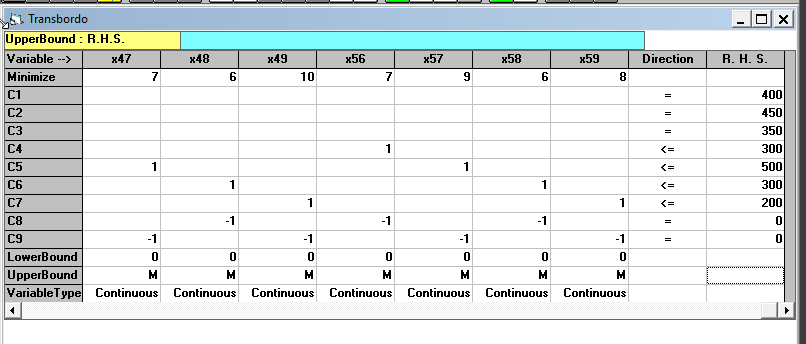 Transbordo
UpperBound : R.H.S.
Variable --> x47 x48 x49 x56 x57 x58 x59 Direction R. H. S.
Minimize 7 6 10 7 9 6 8
C1 = 400
C2 = 450
C3 = 350
C4 1 <= 300
C5 1 1 <= 500
C6 1 1 <= 300
C7 1 1 <= 200
C8 -1 -1 -1 = 0
C9 -1 -1 -1 -1 = 0
LowerBound 0 0 0 0 0 0 0
UpperBound M M M M M M M
VariableType Continuous Continuous Continuous Continuous Continuous Continuous Continuous